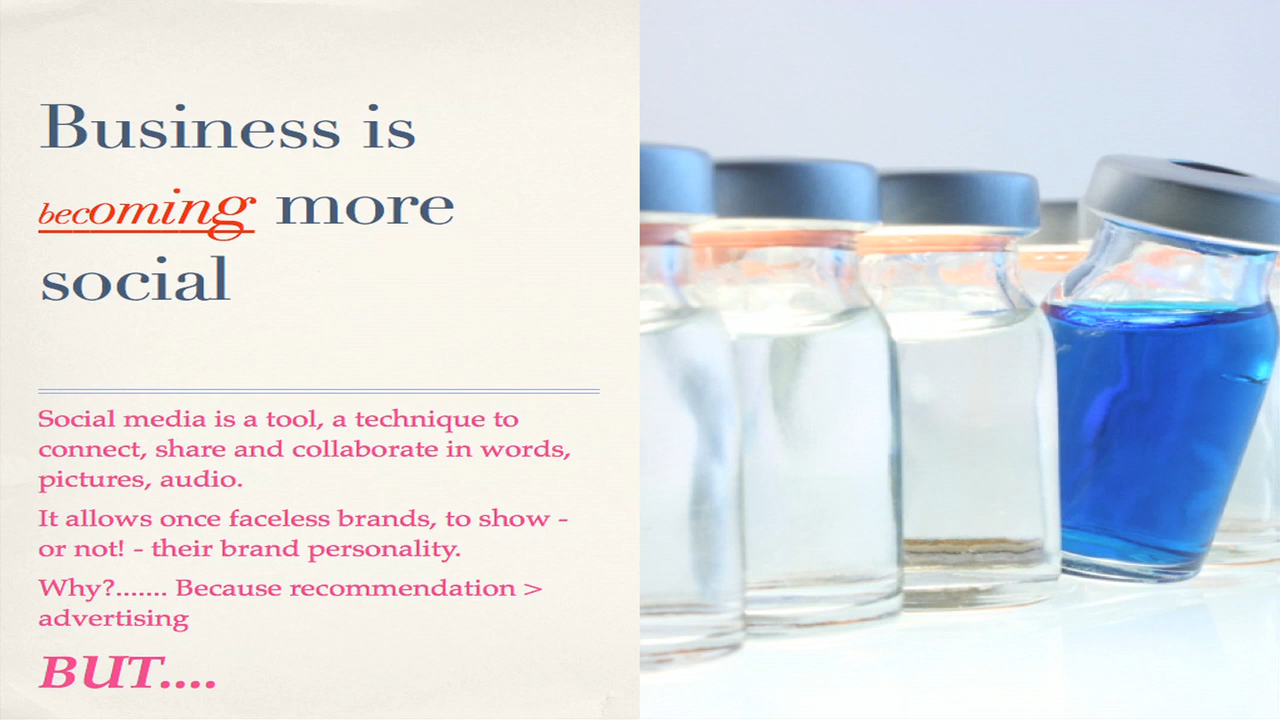 Business is
becoming more
social
Social media is a tool, a technique to
connect, share and collaborate in words,
pictures, audio.
It allows once faceless brands, to show -
or not! - their brand personality.
Why?....... Because recommendation >
advertising
BUT....